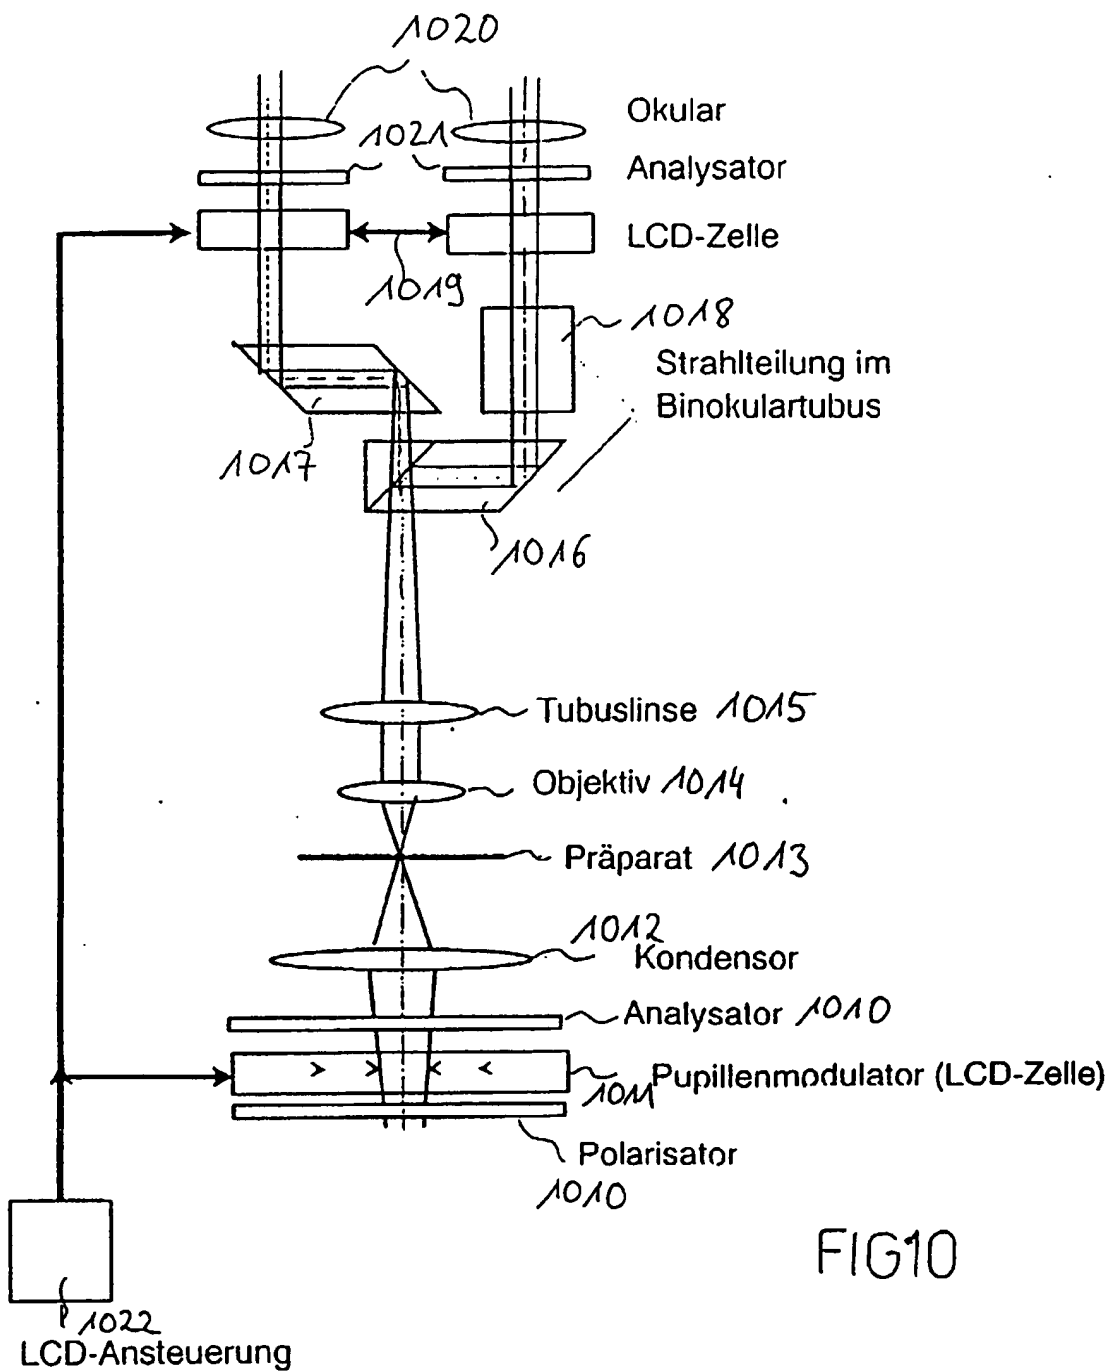 1020
Okular
1021
Analysator
LCD-Zelle
1019
1018
Strahlteilung im
Binokulartubus
1017
1016
Tubuslinse 1015
Objektiv 1014
Präparat 1013
1012
Kondensor
Analysator 1010
Pupillenmodulator (LCD-Zelle)
1011
Polarisator
1010
FIG10
1022
LCD-Ansteuerung